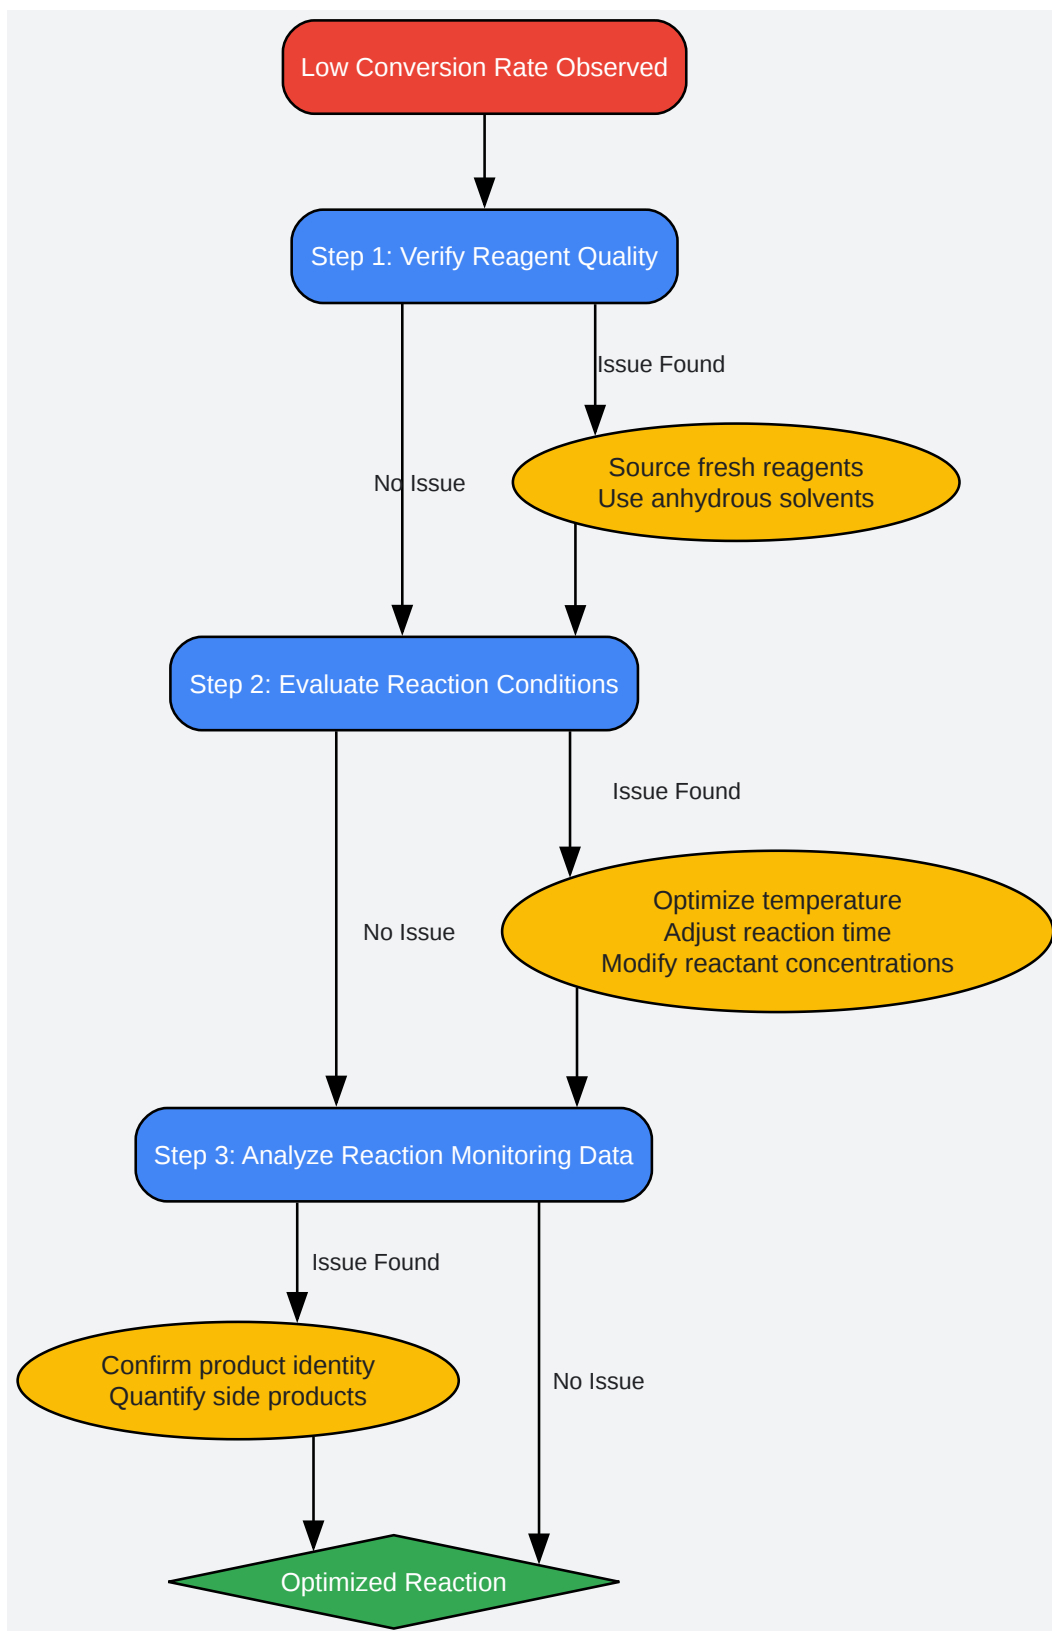 Low Conversion Rate Observed
Step 1: Verify Reagent Quality
Issue Found
No Issue
Source fresh reagents
Use anhydrous solvents
Step 2: Evaluate Reaction Conditions
Issue Found
No Issue
Optimize temperature
Adjust reaction time
Modify reactant concentrations
Step 3: Analyze Reaction Monitoring Data
Issue Found
Confirm product identity
Quantify side products
No Issue
Optimized Reaction